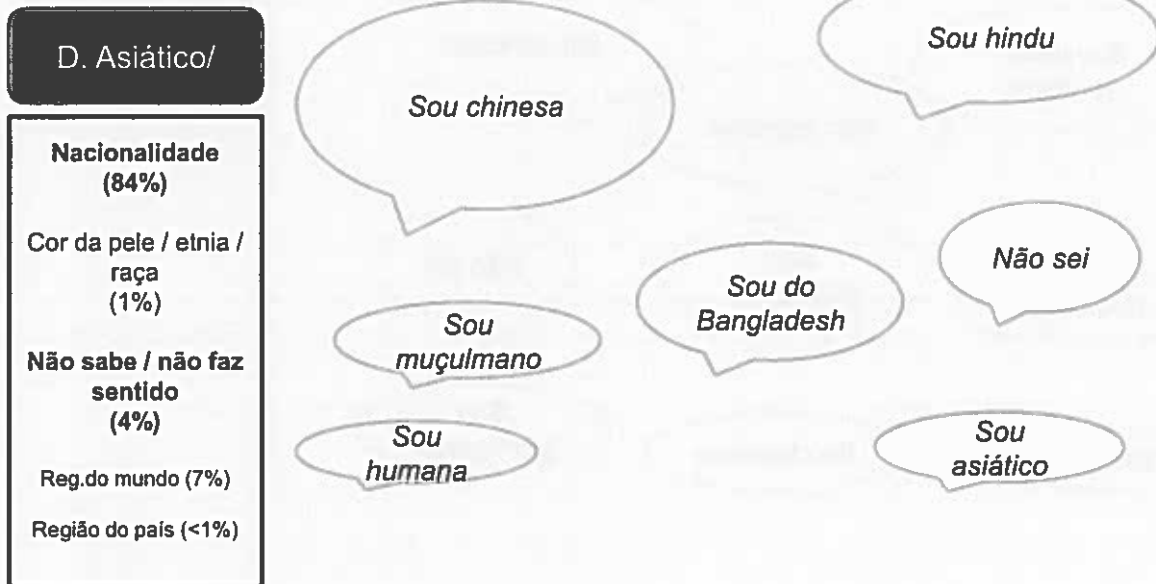 D. Asiático/
Nacionalidade
(84%)
Cor da pele / etnia /
raça
(1%)
Não sabe / não faz
sentido
(4%)
Reg.do mundo (7%)
Região do país (<1%)
Sou chinesa
Sou hindu
Não sei
Sou do
Bangladesh
Sou
muçulmano
Sou
humana
Sou
asiático